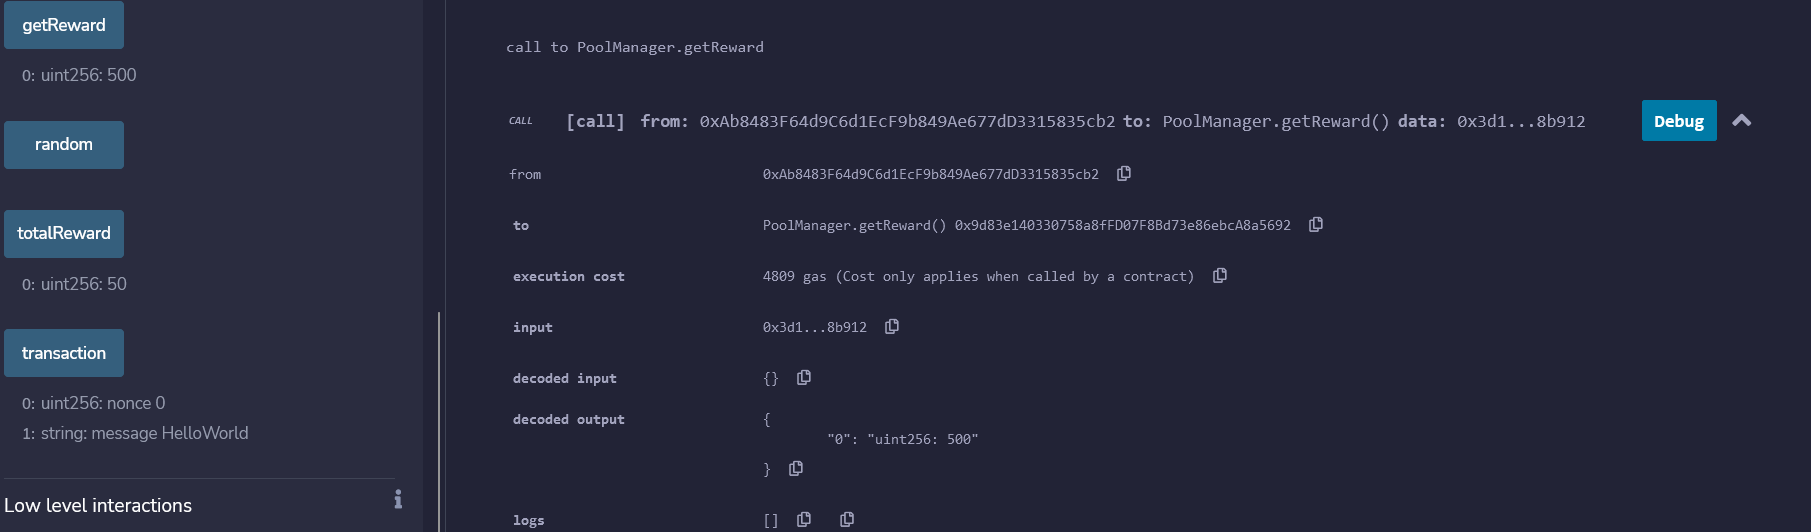 getReward
0: uint256: 500
random
totalReward
0: uint256: 50
transaction
0: uint256: nonce 0
1: string: message HelloWorld
Low level interactions
call to PoolManager.getReward
CALL [call] from: 0xAb8483F64d9C6d1EcF9b849Ae677dD3315835cb2 to: PoolManager.getReward() data: 0x3d1...8b912 Debug
from 0xAb8483F64d9C6d1EcF9b849Ae677dD3315835cb2
to PoolManager.getReward() 0x9d83e140330758a8fFD07F8Bd73e86ebcA8a5692
execution cost 4809 gas (Cost only applies when called by a contract)
input 0x3d1...8b912
decoded input {}
decoded output {
"0": "uint256: 500"
}
logs []